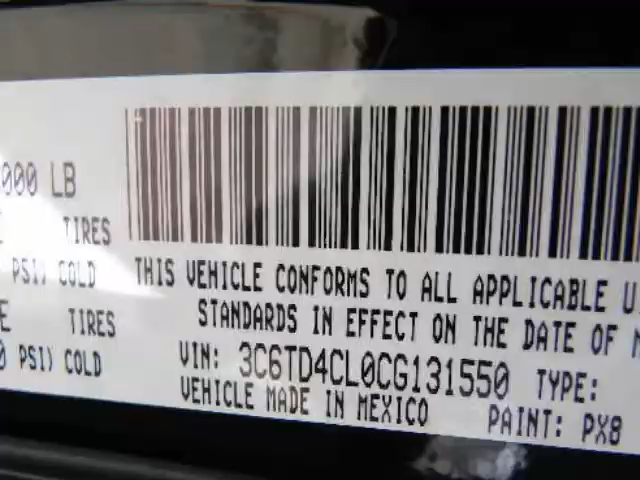 000 LB
TIRES
PSI) COLD
THIS VEHICLE CONFORMS TO ALL APPLICABLE U
STANDARDS IN EFFECT ON THE DATE OF M
TIRES
0 PSI) COLD
VIN: 3C6TD4CL0CG131550 TYPE:
VEHICLE MADE IN MEXICO PAINT: PX8